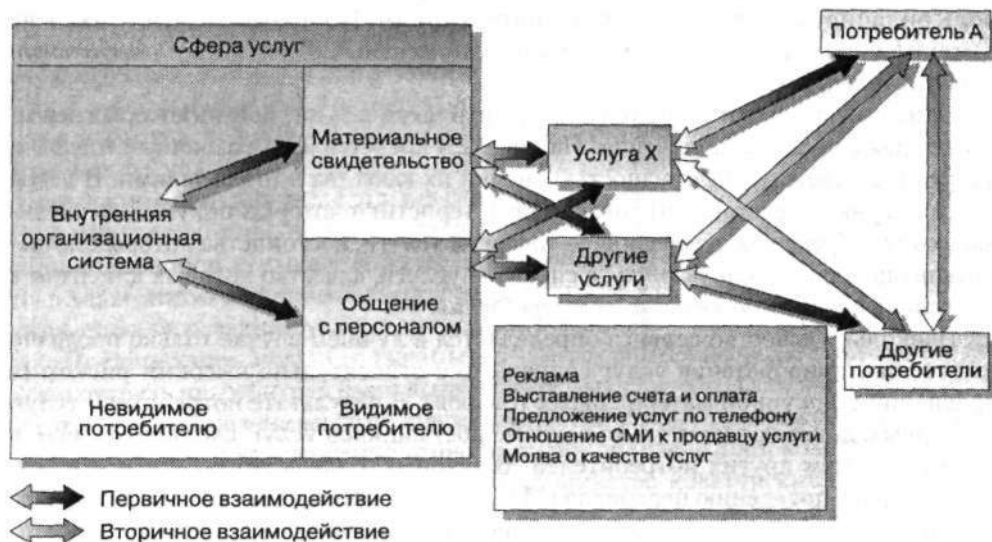 Сфера услуг
Потребитель А
Материальное
свидетельство
Услуга X
Внутренняя
организационная
система
Другие
услуги
Общение
с персоналом
Другие
потребители
Невидимое
потребителю
Видимое
потребителю
Реклама
Выставление счета и оплата
Предложение услуг по телефону
Отношение СМИ к продавцу услуги
Молва о качестве услуг
Первичное взаимодействие
Вторичное взаимодействие